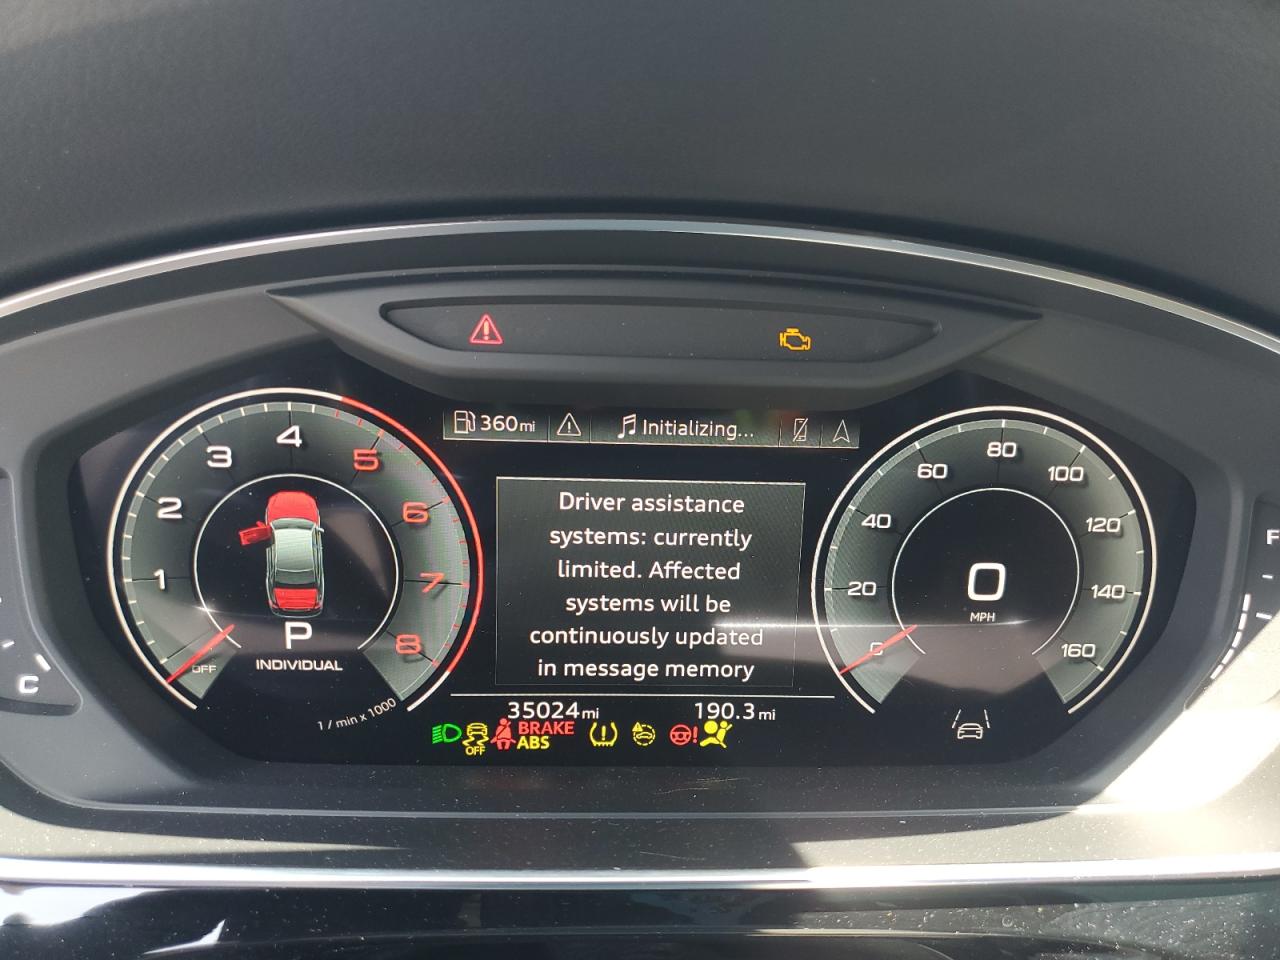 360mi
Initializing...
1
2
3
4
5
6
7
8
OFF
P
INDIVIDUAL
1 / min x 1000
Driver assistance
systems: currently
limited. Affected
systems will be
continuously updated
in message memory
35024mi
190.3mi
OFF
BRAKE
ABS
0
20
40
60
80
100
120
140
160
0
MPH
C
F